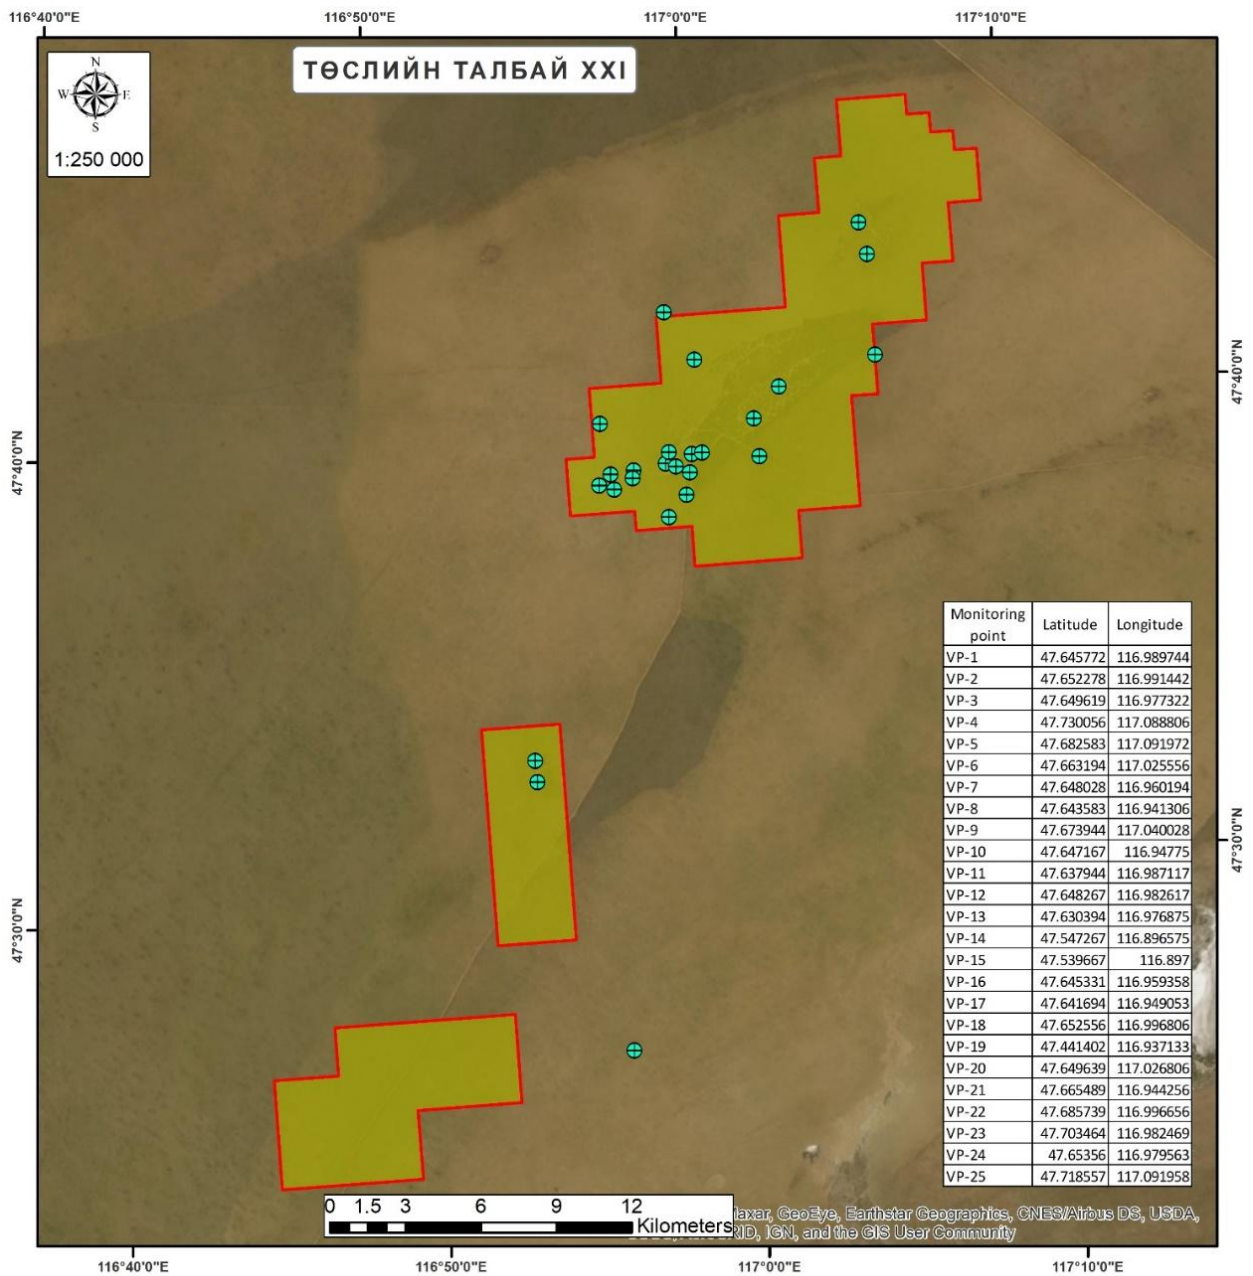 116°40'0"E 116°50'0"E 117°0'0"E 117°10'0"E
ТӨСЛИЙН ТАЛБАЙ XXI
N
W E
S
1:250 000
47°40'0"N
47°40'0"N
47°30'0"N
47°30'0"N
Monitoring point Latitude Longitude
VP-1 47.645772 116.989744
VP-2 47.652278 116.991442
VP-3 47.649619 116.977322
VP-4 47.730056 117.088806
VP-5 47.682583 117.091972
VP-6 47.663194 117.025556
VP-7 47.648028 116.960194
VP-8 47.643583 116.941306
VP-9 47.673944 117.040028
VP-10 47.647167 116.94775
VP-11 47.637944 116.987117
VP-12 47.648267 116.982617
VP-13 47.630394 116.976875
VP-14 47.547267 116.896575
VP-15 47.539667 116.897
VP-16 47.645331 116.959358
VP-17 47.641694 116.949053
VP-18 47.652556 116.996806
VP-19 47.441402 116.937133
VP-20 47.649639 117.026806
VP-21 47.665489 116.944256
VP-22 47.685739 116.996656
VP-23 47.703464 116.982469
VP-24 47.65356 116.979563
VP-25 47.718557 117.091958
0 1.5 3 6 9 12
Kilometers
GeoEye, Earthstar Geographics, CNES/Airbus DS, USDA,
IGN, and the GIS User Community
116°40'0"E 116°50'0"E 117°0'0"E 117°10'0"E